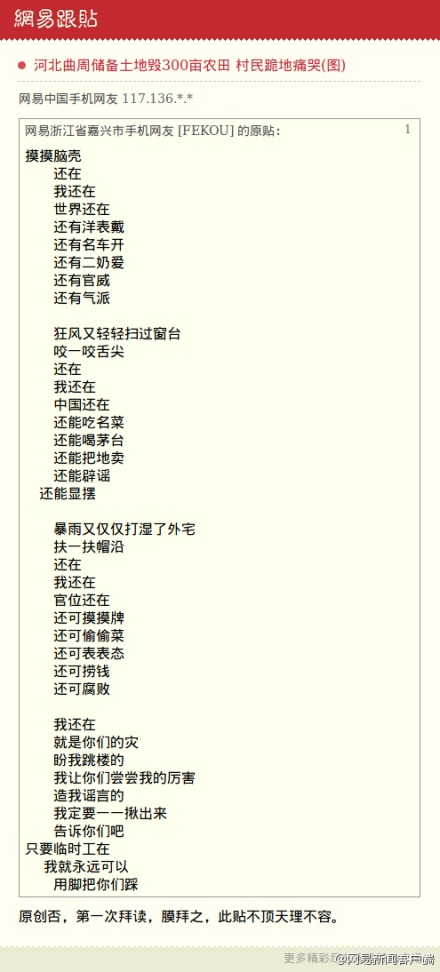 網易跟貼
河北曲周储备土地毁300亩农田 村民跪地痛哭(图)
网易中国手机网友 117.136.*.*
网易浙江省嘉兴市手机网友 [FEKOU] 的原贴： 1
摸摸脑壳
还在
我还在
世界还在
还有洋表戴
还有名车开
还有二奶爱
还有官威
还有气派
狂风又轻轻扫过窗台
咬一咬舌尖
还在
我还在
中国还在
还能吃名菜
还能喝茅台
还能把地卖
还能辟谣
还能显摆
暴雨又仅仅打湿了外宅
扶一扶帽沿
还在
我还在
官位还在
还可摸摸牌
还可偷偷菜
还可表表态
还可捞钱
还可腐败
我还在
就是你们的灾
盼我跳楼的
我让你们尝尝我的厉害
造我谣言的
我定要一一揪出来
告诉你们吧
只要临时工在
我就永远可以
用脚把你们踩
原创否，第一次拜读，膜拜之，此贴不顶天理不容。
更多精彩
@网易新闻客户端